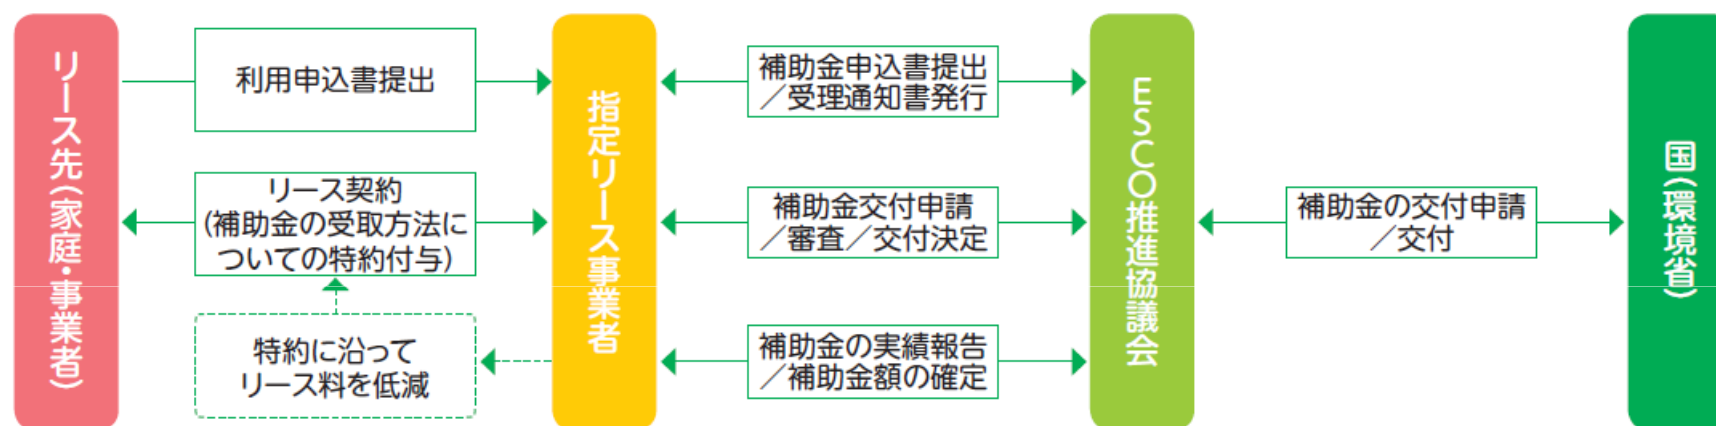 リース先(家庭・事業者)
利用申込書提出
リース契約
(補助金の受取方法に
ついての特約付与)
特約に沿って
リース料を低減
指定リース事業者
補助金申込書提出
／受理通知書発行
補助金交付申請
／審査／交付決定
補助金の実績報告
／補助金額の確定
ESCO推進協議会
補助金の交付申請
／交付
国(環境省)